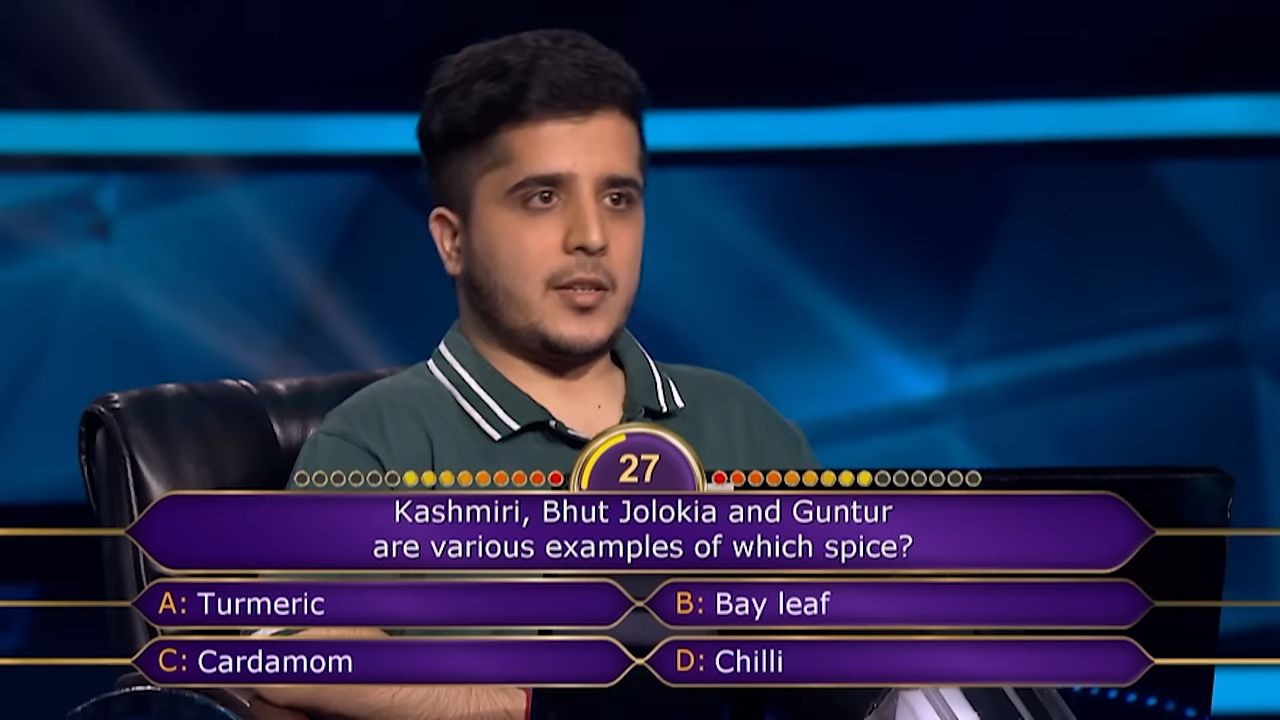 27
Kashmiri, Bhut Jolokia and Guntur
are various examples of which spice?
A: Turmeric
B: Bay leaf
C: Cardamom
D: Chilli